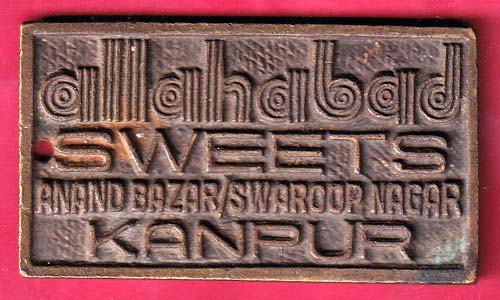 allahabad
SWEETS
ANAND BAZAR/SWAROOP NAGAR
KANPUR